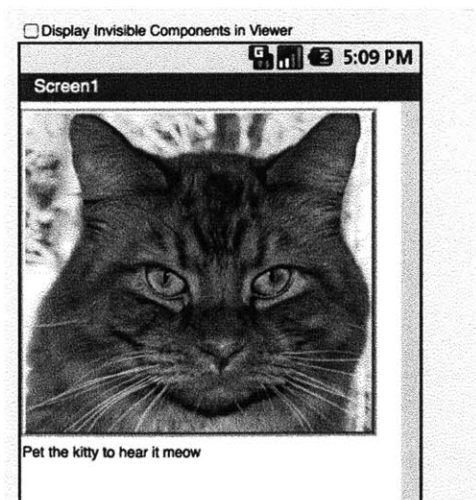 Display Invisible Components in Viewer
5:09 PM
Screen1
Pet the kitty to hear it meow